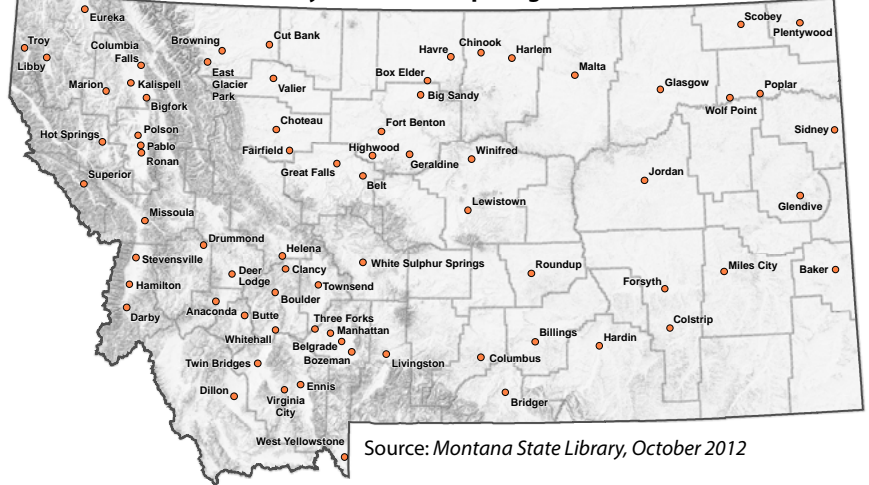 Eureka
Scobey
Plentywood
Troy
Libby
Columbia
Falls
Browning
Cut Bank
Havre
Chinook
Harlem
East
Glacier
Park
Box Elder
Malta
Marion
Kalispell
Valier
Big Sandy
Glasgow
Poplar
Bigfork
Wolf Point
Hot Springs
Polson
Pablo
Ronan
Choteau
Fort Benton
Sidney
Fairfield
Highwood
Geraldine
Winifred
Superior
Great Falls
Belt
Jordan
Lewistown
Glendive
Missoula
Drummond
Helena
Stevensville
Clancy
White Sulphur Springs
Roundup
Miles City
Baker
Deer
Lodge
Forsyth
Hamilton
Townsend
Boulder
Anaconda
Butte
Darby
Three Forks
Manhattan
Colstrip
Whitehall
Belgrade
Billings
Hardin
Bozeman
Livingston
Columbus
Twin Bridges
Dillon
Ennis
Virginia
City
Bridger
West Yellowstone
Source: Montana State Library, October 2012